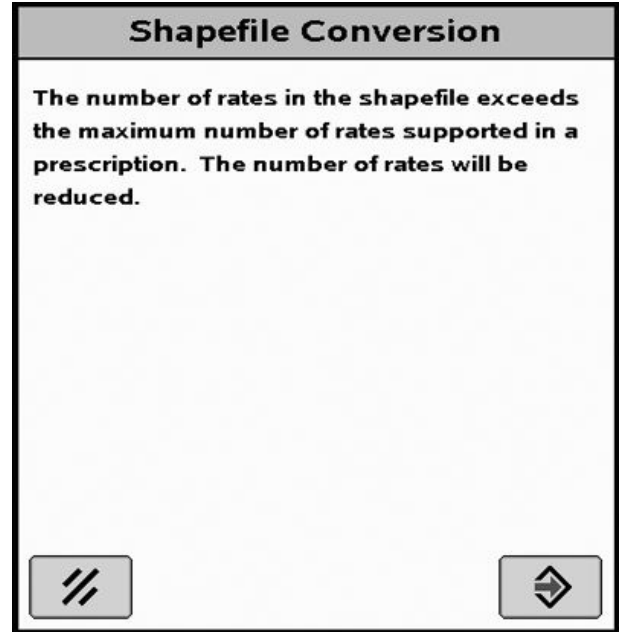 Shapefile Conversion
The number of rates in the shapefile exceeds
the maximum number of rates supported in a
prescription.  The number of rates will be
reduced.